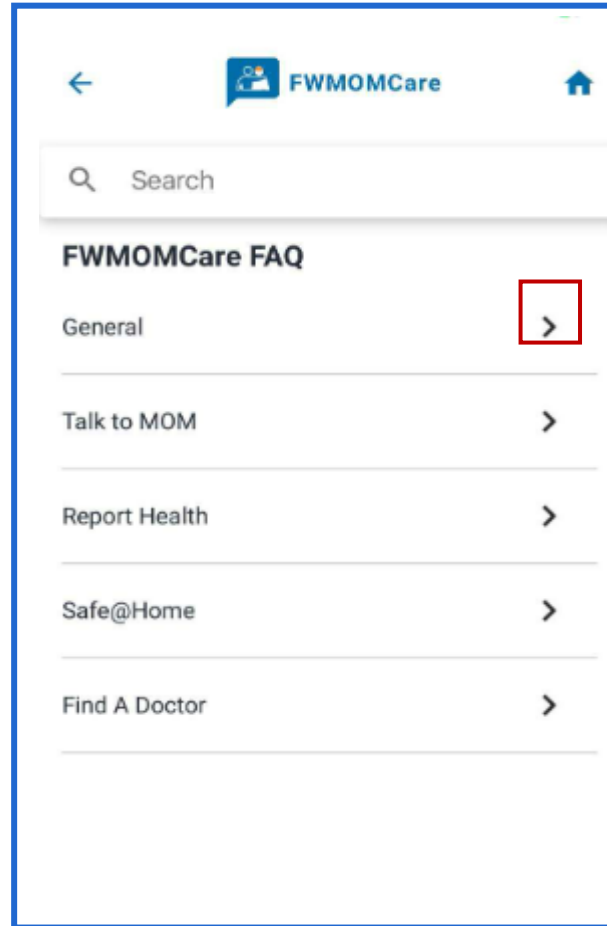 FWMOMCare
Search
FWMOMCare FAQ
General
Talk to MOM
Report Health
Safe@Home
Find A Doctor